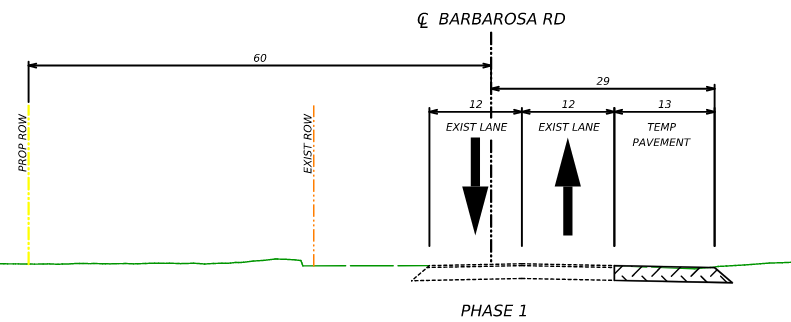 ℄ BARBAROSA RD
60
29
12
12
13
EXIST LANE
EXIST LANE
TEMP
PAVEMENT
PROP ROW
EXIST ROW
PHASE 1